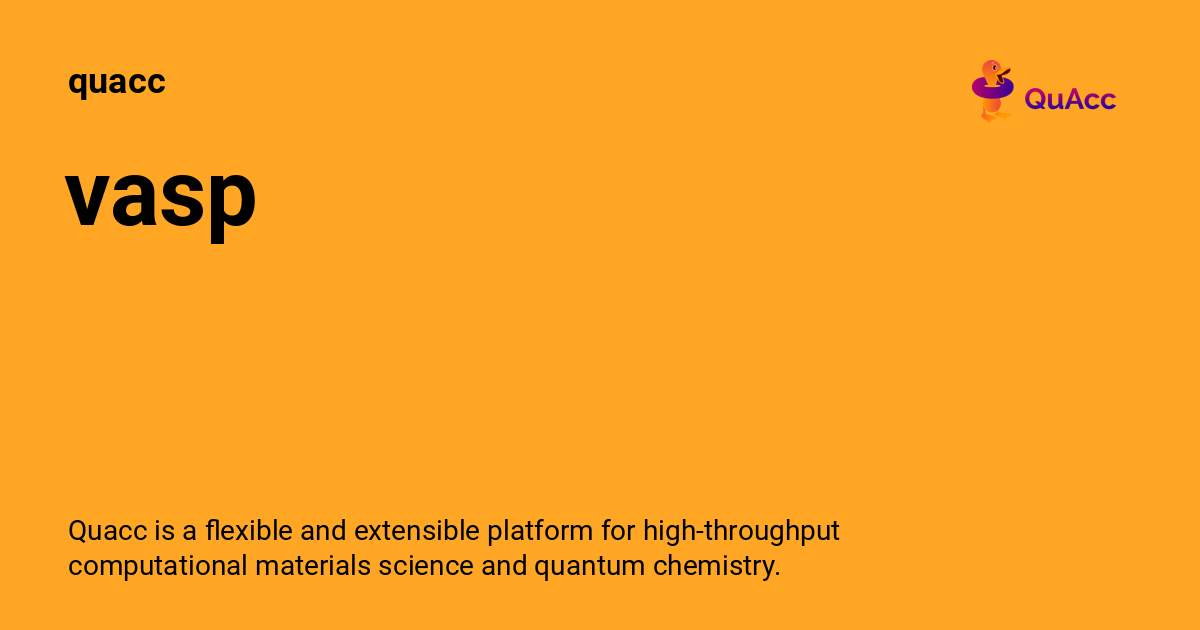 quacc
QuAcc
vasp
Quacc is a flexible and extensible platform for high-throughput
computational materials science and quantum chemistry.